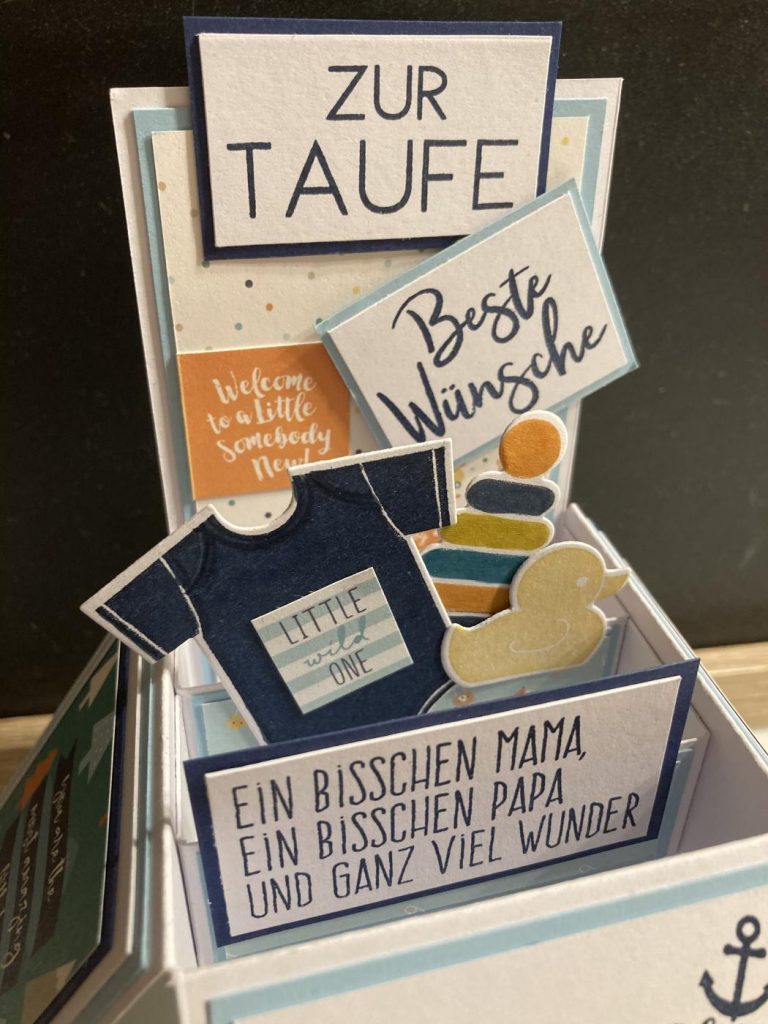 ZUR
TAUFE
Beste
Wünsche
Welcome
to a Little
Somebody
New!
LITTLE
wild
ONE
EiN BiSSCHEN MAMA,
EiN BiSSCHEN PAPA
UND GANZ ViEL WUNDER